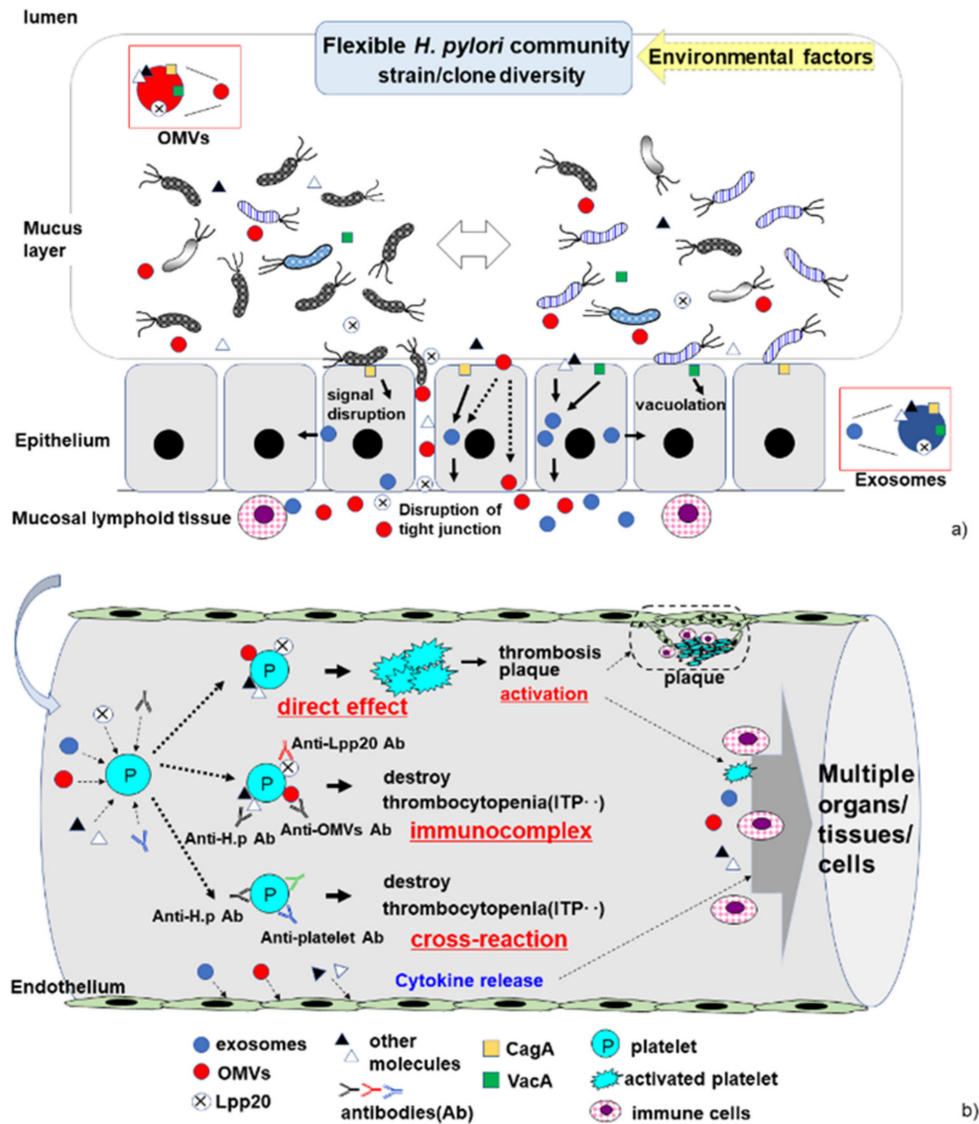 lumen
Flexible H. pylori community
strain/clone diversity
Environmental factors
OMVs
Mucus
layer
signal
disruption
vacuolation
Epithelium
Exosomes
Mucosal lymphoid tissue
Disruption of
tight junction
a)
P
direct effect
thrombosis
plaque
activation
plaque
Anti-Lpp20 Ab
P
P
destroy
thrombocytopenia(ITP··)
Anti-H.p Ab
Anti-OMVs Ab
immunocomplex
Multiple
organs/
tissues/
cells
P
destroy
thrombocytopenia(ITP··)
Anti-H.p Ab
Anti-platelet Ab
cross-reaction
Cytokine release
Endothelium
exosomes
OMVs
Lpp20
other
molecules
antibodies(Ab)
CagA
VacA
P
platelet
activated platelet
immune cells
b)